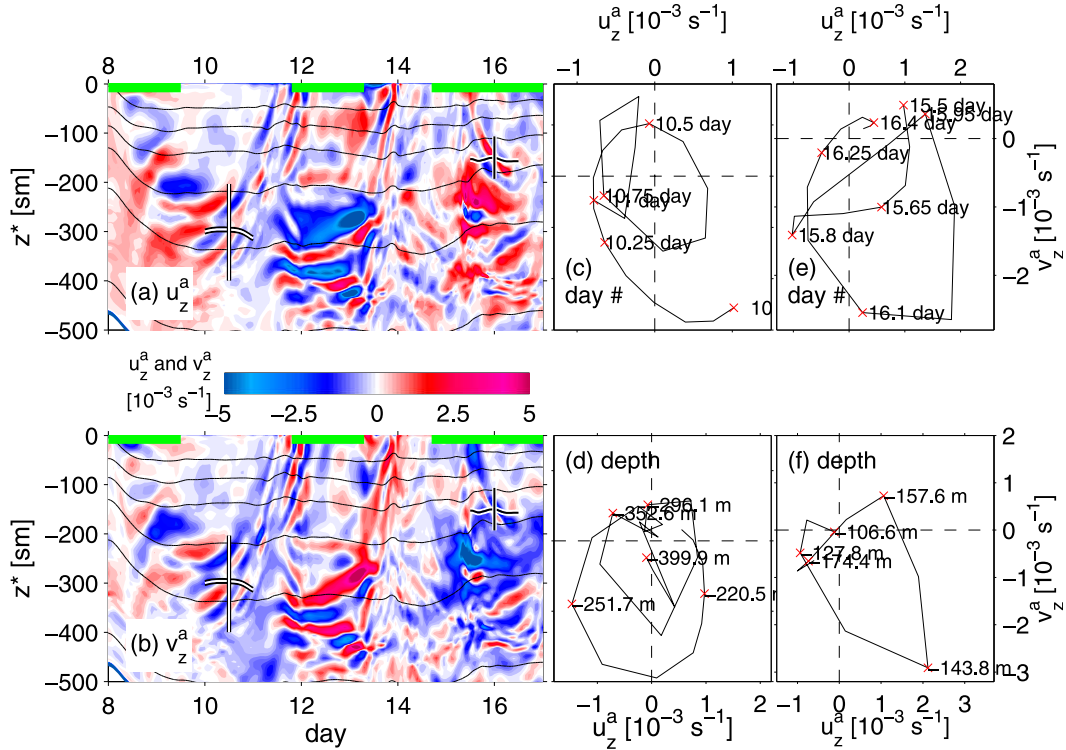 8 10 12 14 16
0
−100
−200
−300
−400
−500
z* [sm]
(a) u_z^a
u_z^a and v_z^a
[10^−3 s^−1]
−5 −2.5 0 2.5 5
0
−100
−200
−300
−400
−500
z* [sm]
(b) v_z^a
8 10 12 14 16
day
u_z^a [10^−3 s^−1]
−1 0 1
10.5 day
10.75 day
11 day
10.25 day
10
(c)
day #
u_z^a [10^−3 s^−1]
−1 0 1 2
15.5 day
15.95 day
16.4 day
16.25 day
15.65 day
15.8 day
16.1 day
(e)
day #
0
−1
−2
v_z^a [10^−3 s^−1]
(d) depth
−296.1 m
−352.6 m
−399.9 m
−251.7 m
−220.5 m
−1 0 1 2
u_z^a [10^−3 s^−1]
(f) depth
−157.6 m
−106.6 m
−127.8 m
−174.4 m
−143.8 m
−1 0 1 2 3
u_z^a [10^−3 s^−1]
2
1
0
−1
−2
−3
v_z^a [10^−3 s^−1]